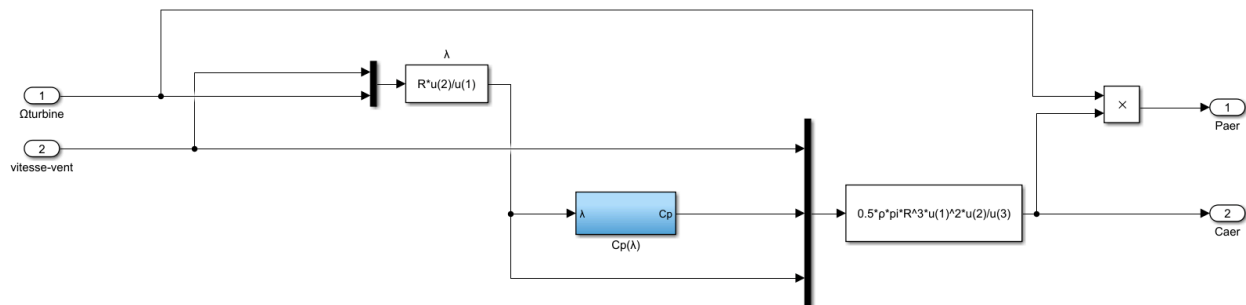 λ
R*u(2)/u(1)
1
Ωturbine
×
1
Paer
2
vitesse-vent
0.5*ρ*pi*R^3*u(1)^2*u(2)/u(3)
λ
Cp
Cp(λ)
2
Caer